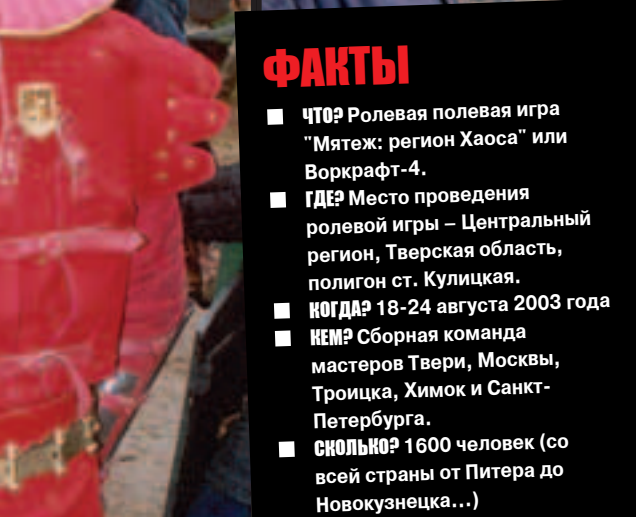 ФАКТЫ
ЧТО? Ролевая полевая игра
"Мятеж: регион Хаоса" или
Воркрафт-4.
ГДЕ? Место проведения
ролевой игры – Центральный
регион, Тверская область,
полигон ст. Кулицкая.
КОГДА? 18-24 августа 2003 года
КЕМ? Сборная команда
мастеров Твери, Москвы,
Троицка, Химок и Санкт-
Петербурга.
СКОЛЬКО? 1600 человек (со
всей страны от Питера до
Новокузнецка...)